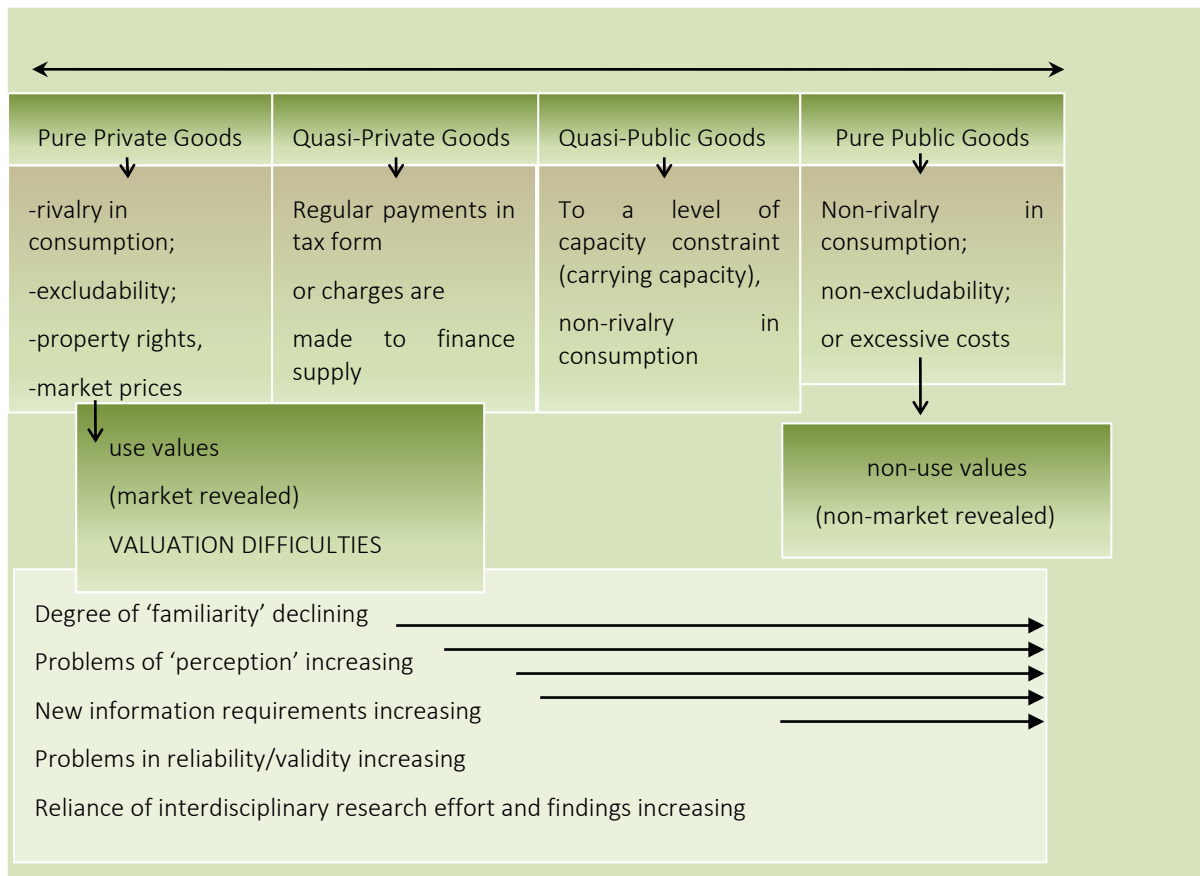 Pure Private Goods
Quasi-Private Goods
Quasi-Public Goods
Pure Public Goods
-rivalry in
consumption;
-excludability;
-property rights,
-market prices
Regular payments in
tax form
or charges are
made to finance
supply
To a level of
capacity constraint
(carrying capacity),
non-rivalry in
consumption
Non-rivalry in
consumption;
non-excludability;
or excessive costs
use values
(market revealed)
VALUATION DIFFICULTIES
non-use values
(non-market revealed)
Degree of ‘familiarity’ declining
Problems of ‘perception’ increasing
New information requirements increasing
Problems in reliability/validity increasing
Reliance of interdisciplinary research effort and findings increasing